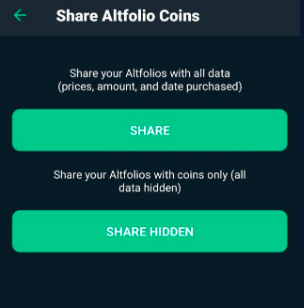 Share Altfolio Coins
Share your Altfolios with all data
(prices, amount, and date purchased)
SHARE
Share your Altfolios with coins only (all
data hidden)
SHARE HIDDEN